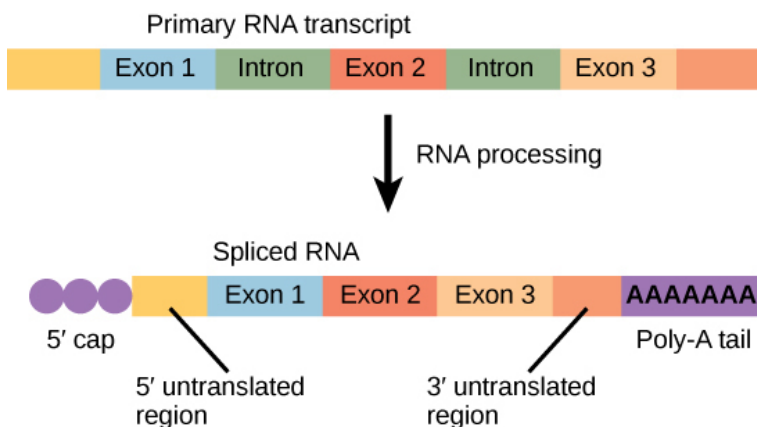 Primary RNA transcript
Exon 1 Intron Exon 2 Intron Exon 3
RNA processing
Spliced RNA
Exon 1 Exon 2 Exon 3 AAAAAAA
5′ cap
Poly-A tail
5′ untranslated
region
3′ untranslated
region